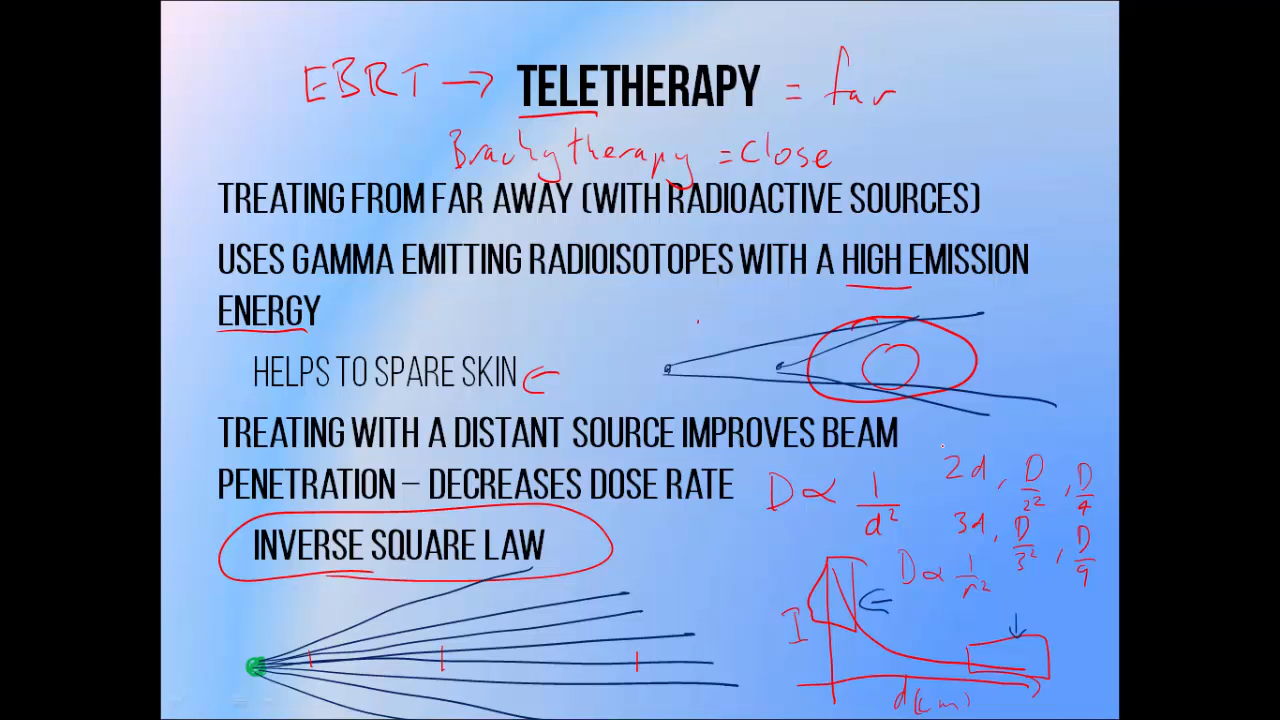 EBRT → TELETHERAPY = far
Brachytherapy = Close
TREATING FROM FAR AWAY (WITH RADIOACTIVE SOURCES)
USES GAMMA EMITTING RADIOISOTOPES WITH A HIGH EMISSION
ENERGY
HELPS TO SPARE SKIN ←
TREATING WITH A DISTANT SOURCE IMPROVES BEAM
PENETRATION – DECREASES DOSE RATE
D ∝ 1/d²
2d, D/2², D/4
3d, D/3², D/9
INVERSE SQUARE LAW
D ∝ 1/r²
I
d(cm)